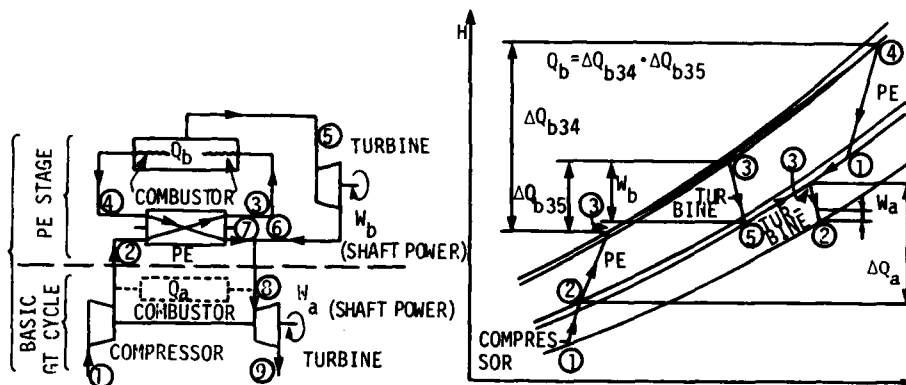 PE STAGE
BASIC
GT CYCLE
Q_b
COMBUSTOR
④
③
⑥
⑦
②
PE
⑤
TURBINE
W_b
(SHAFT POWER)
Q_a
COMBUSTOR
⑧
W_a (SHAFT POWER)
COMPRESSOR
TURBINE
①
⑨
H
Q_b = ΔQ_b34 · ΔQ_b35
④
PE
ΔQ_b34
①
③
③
W_b
ΔQ_b35
③
TUR-
BINE
⑤
TUR-
BINE
W_a
②
PE
ΔQ_a
②
COMPRES-
SOR
①